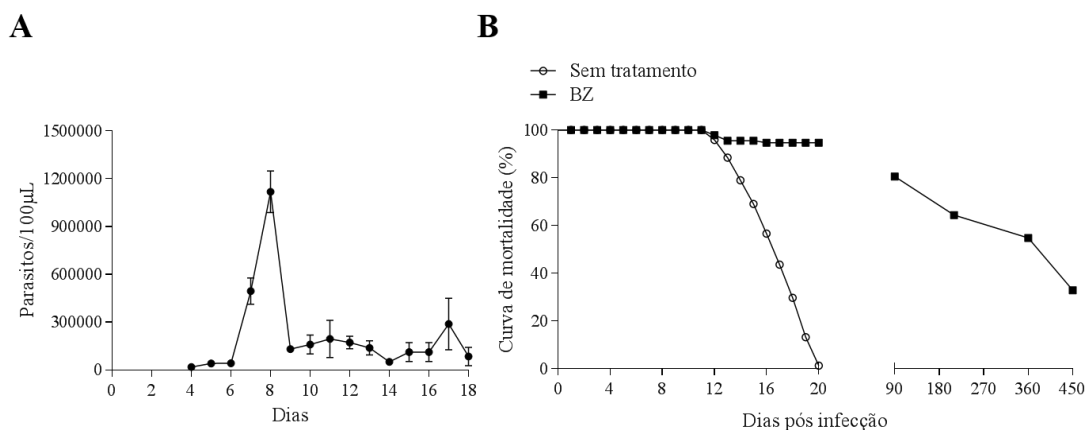 A
B
Sem tratamento
BZ
1500000
1200000
900000
600000
300000
0
Parasitos/100µL
0 2 4 6 8 10 12 14 16 18
Dias
100
80
60
40
20
0
Curva de mortalidade (%)
0 4 8 12 16 20
90 180 270 360 450
Dias pós infecção